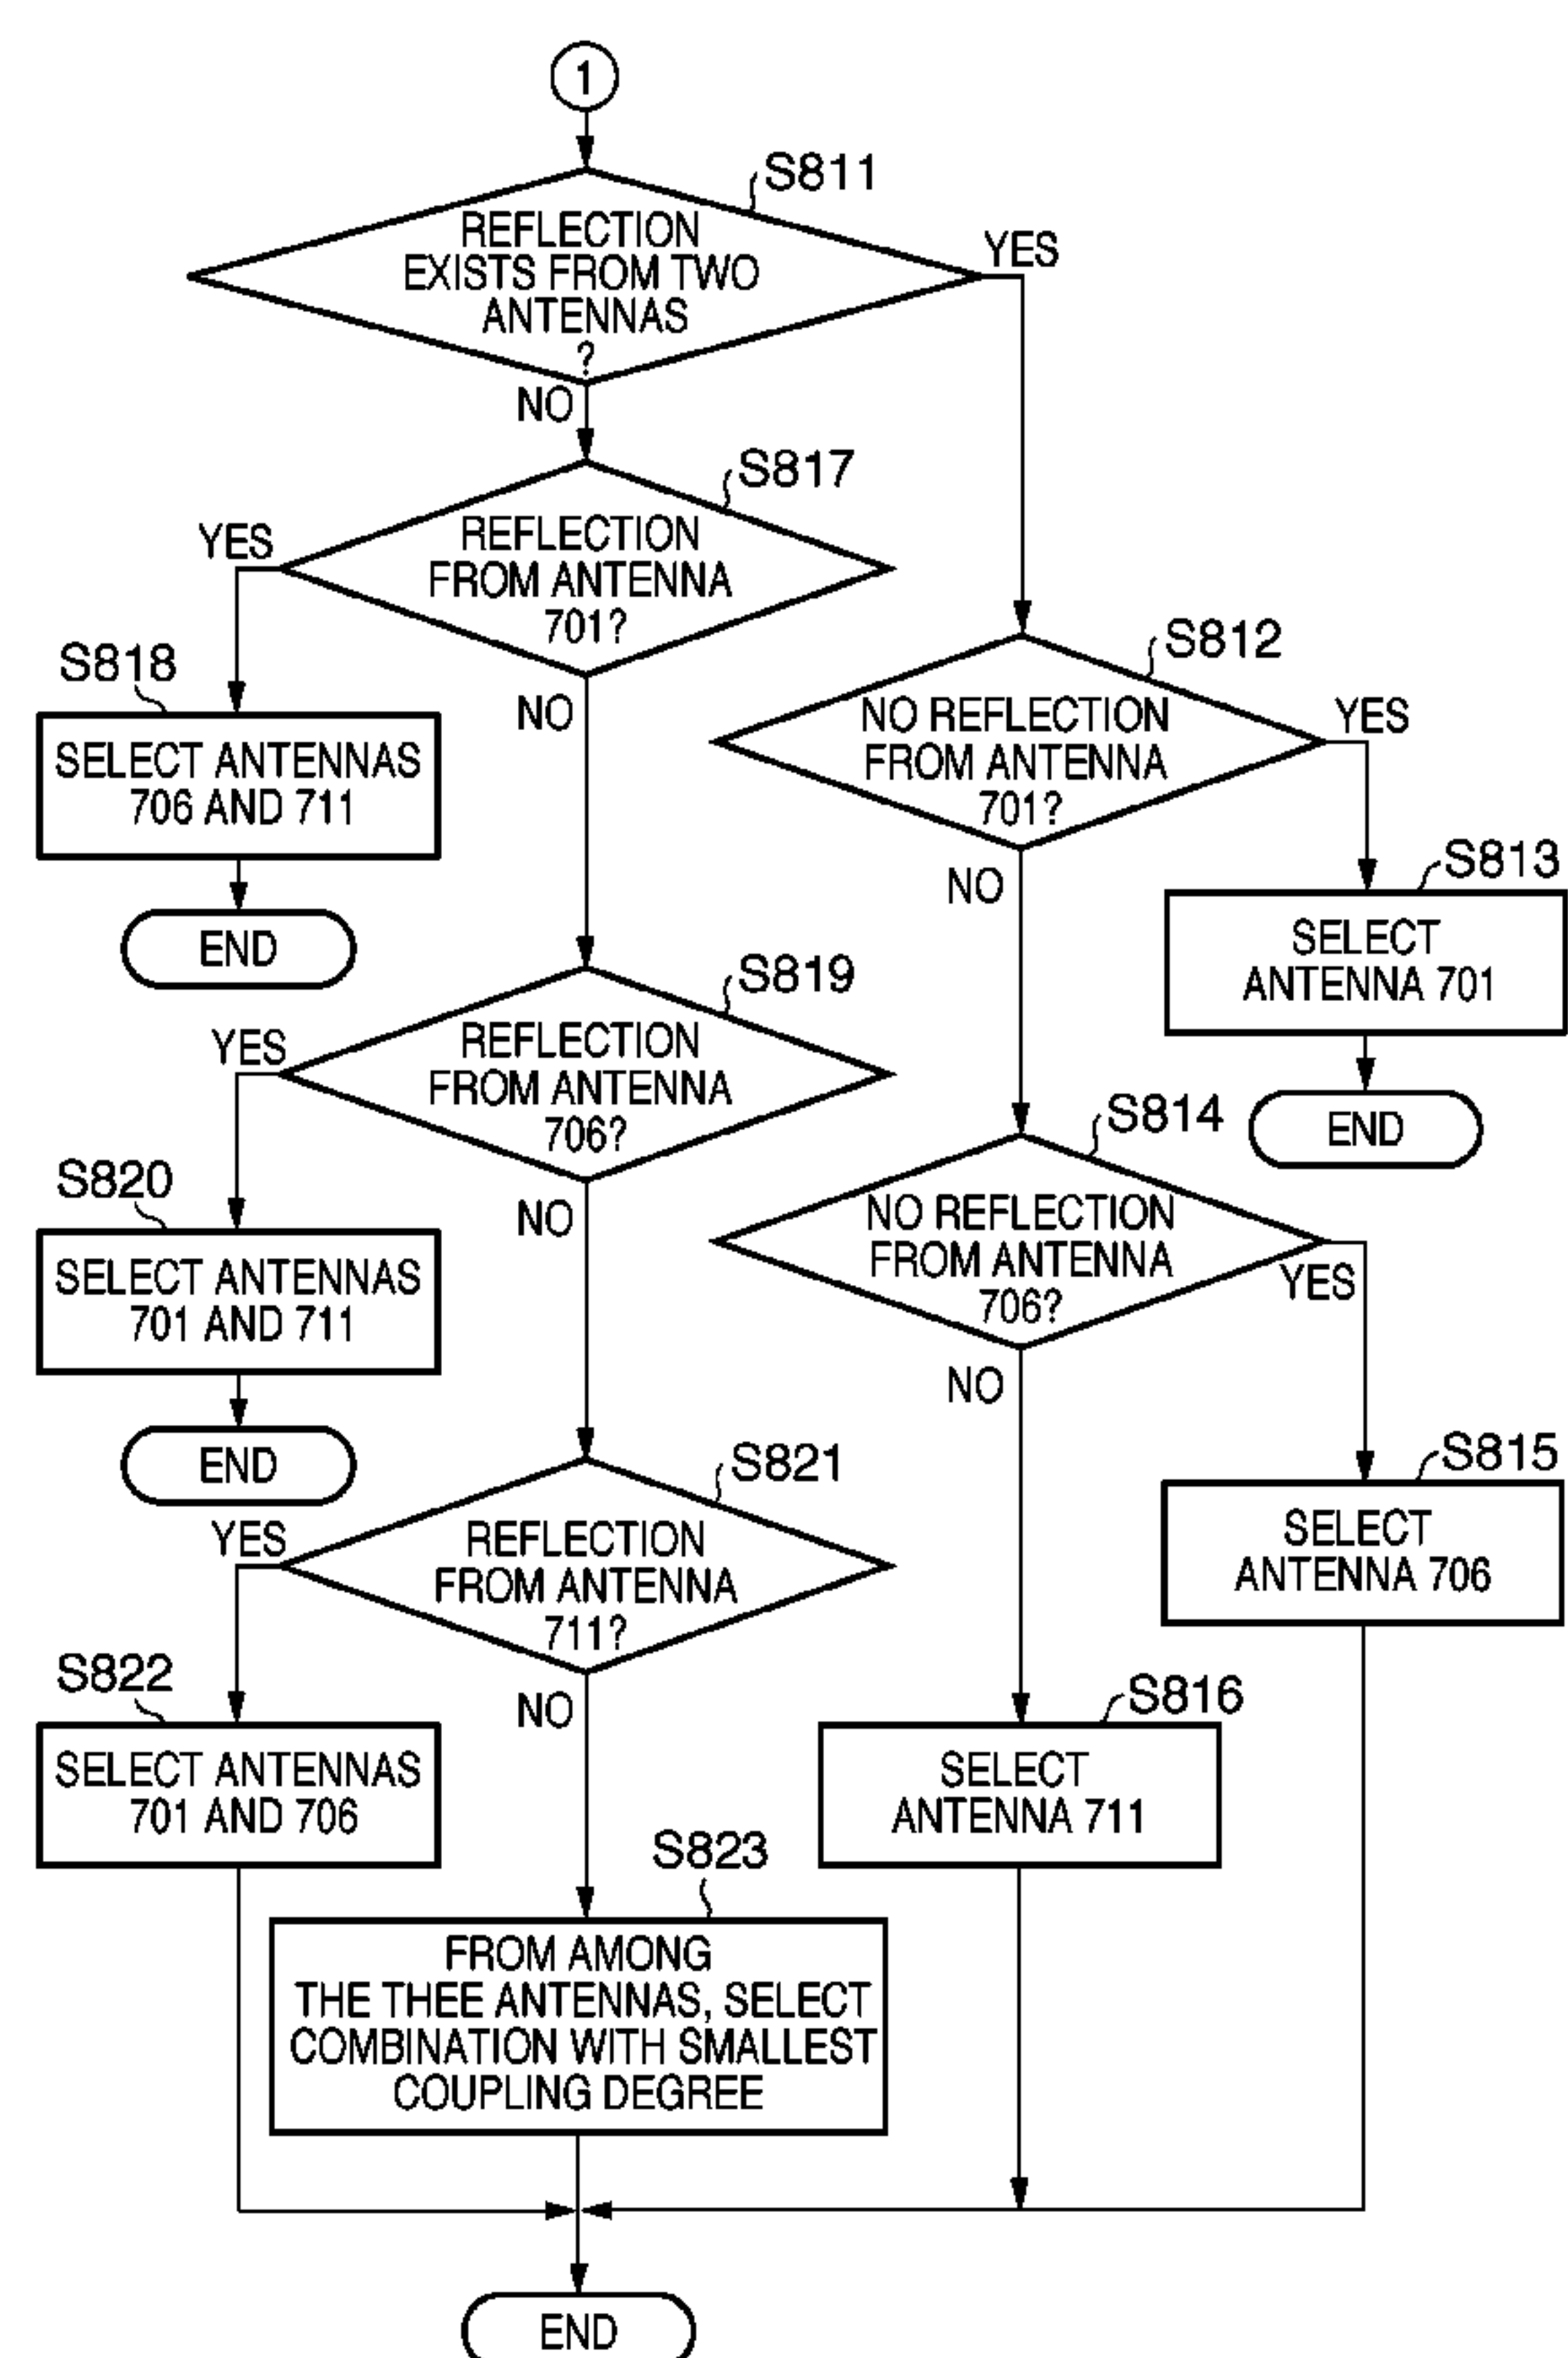 1
S811
REFLECTION
EXISTS FROM TWO
ANTENNAS
?
YES
NO
S817
REFLECTION
FROM ANTENNA
701?
YES
NO
S818
SELECT ANTENNAS
706 AND 711
END
S812
NO REFLECTION
FROM ANTENNA
701?
YES
NO
S813
SELECT
ANTENNA 701
END
S819
REFLECTION
FROM ANTENNA
706?
YES
NO
S820
SELECT ANTENNAS
701 AND 711
END
S814
NO REFLECTION
FROM ANTENNA
706?
YES
NO
S815
SELECT
ANTENNA 706
S821
REFLECTION
FROM ANTENNA
711?
YES
NO
S822
SELECT ANTENNAS
701 AND 706
S816
SELECT
ANTENNA 711
S823
FROM AMONG
THE THEE ANTENNAS, SELECT
COMBINATION WITH SMALLEST
COUPLING DEGREE
END